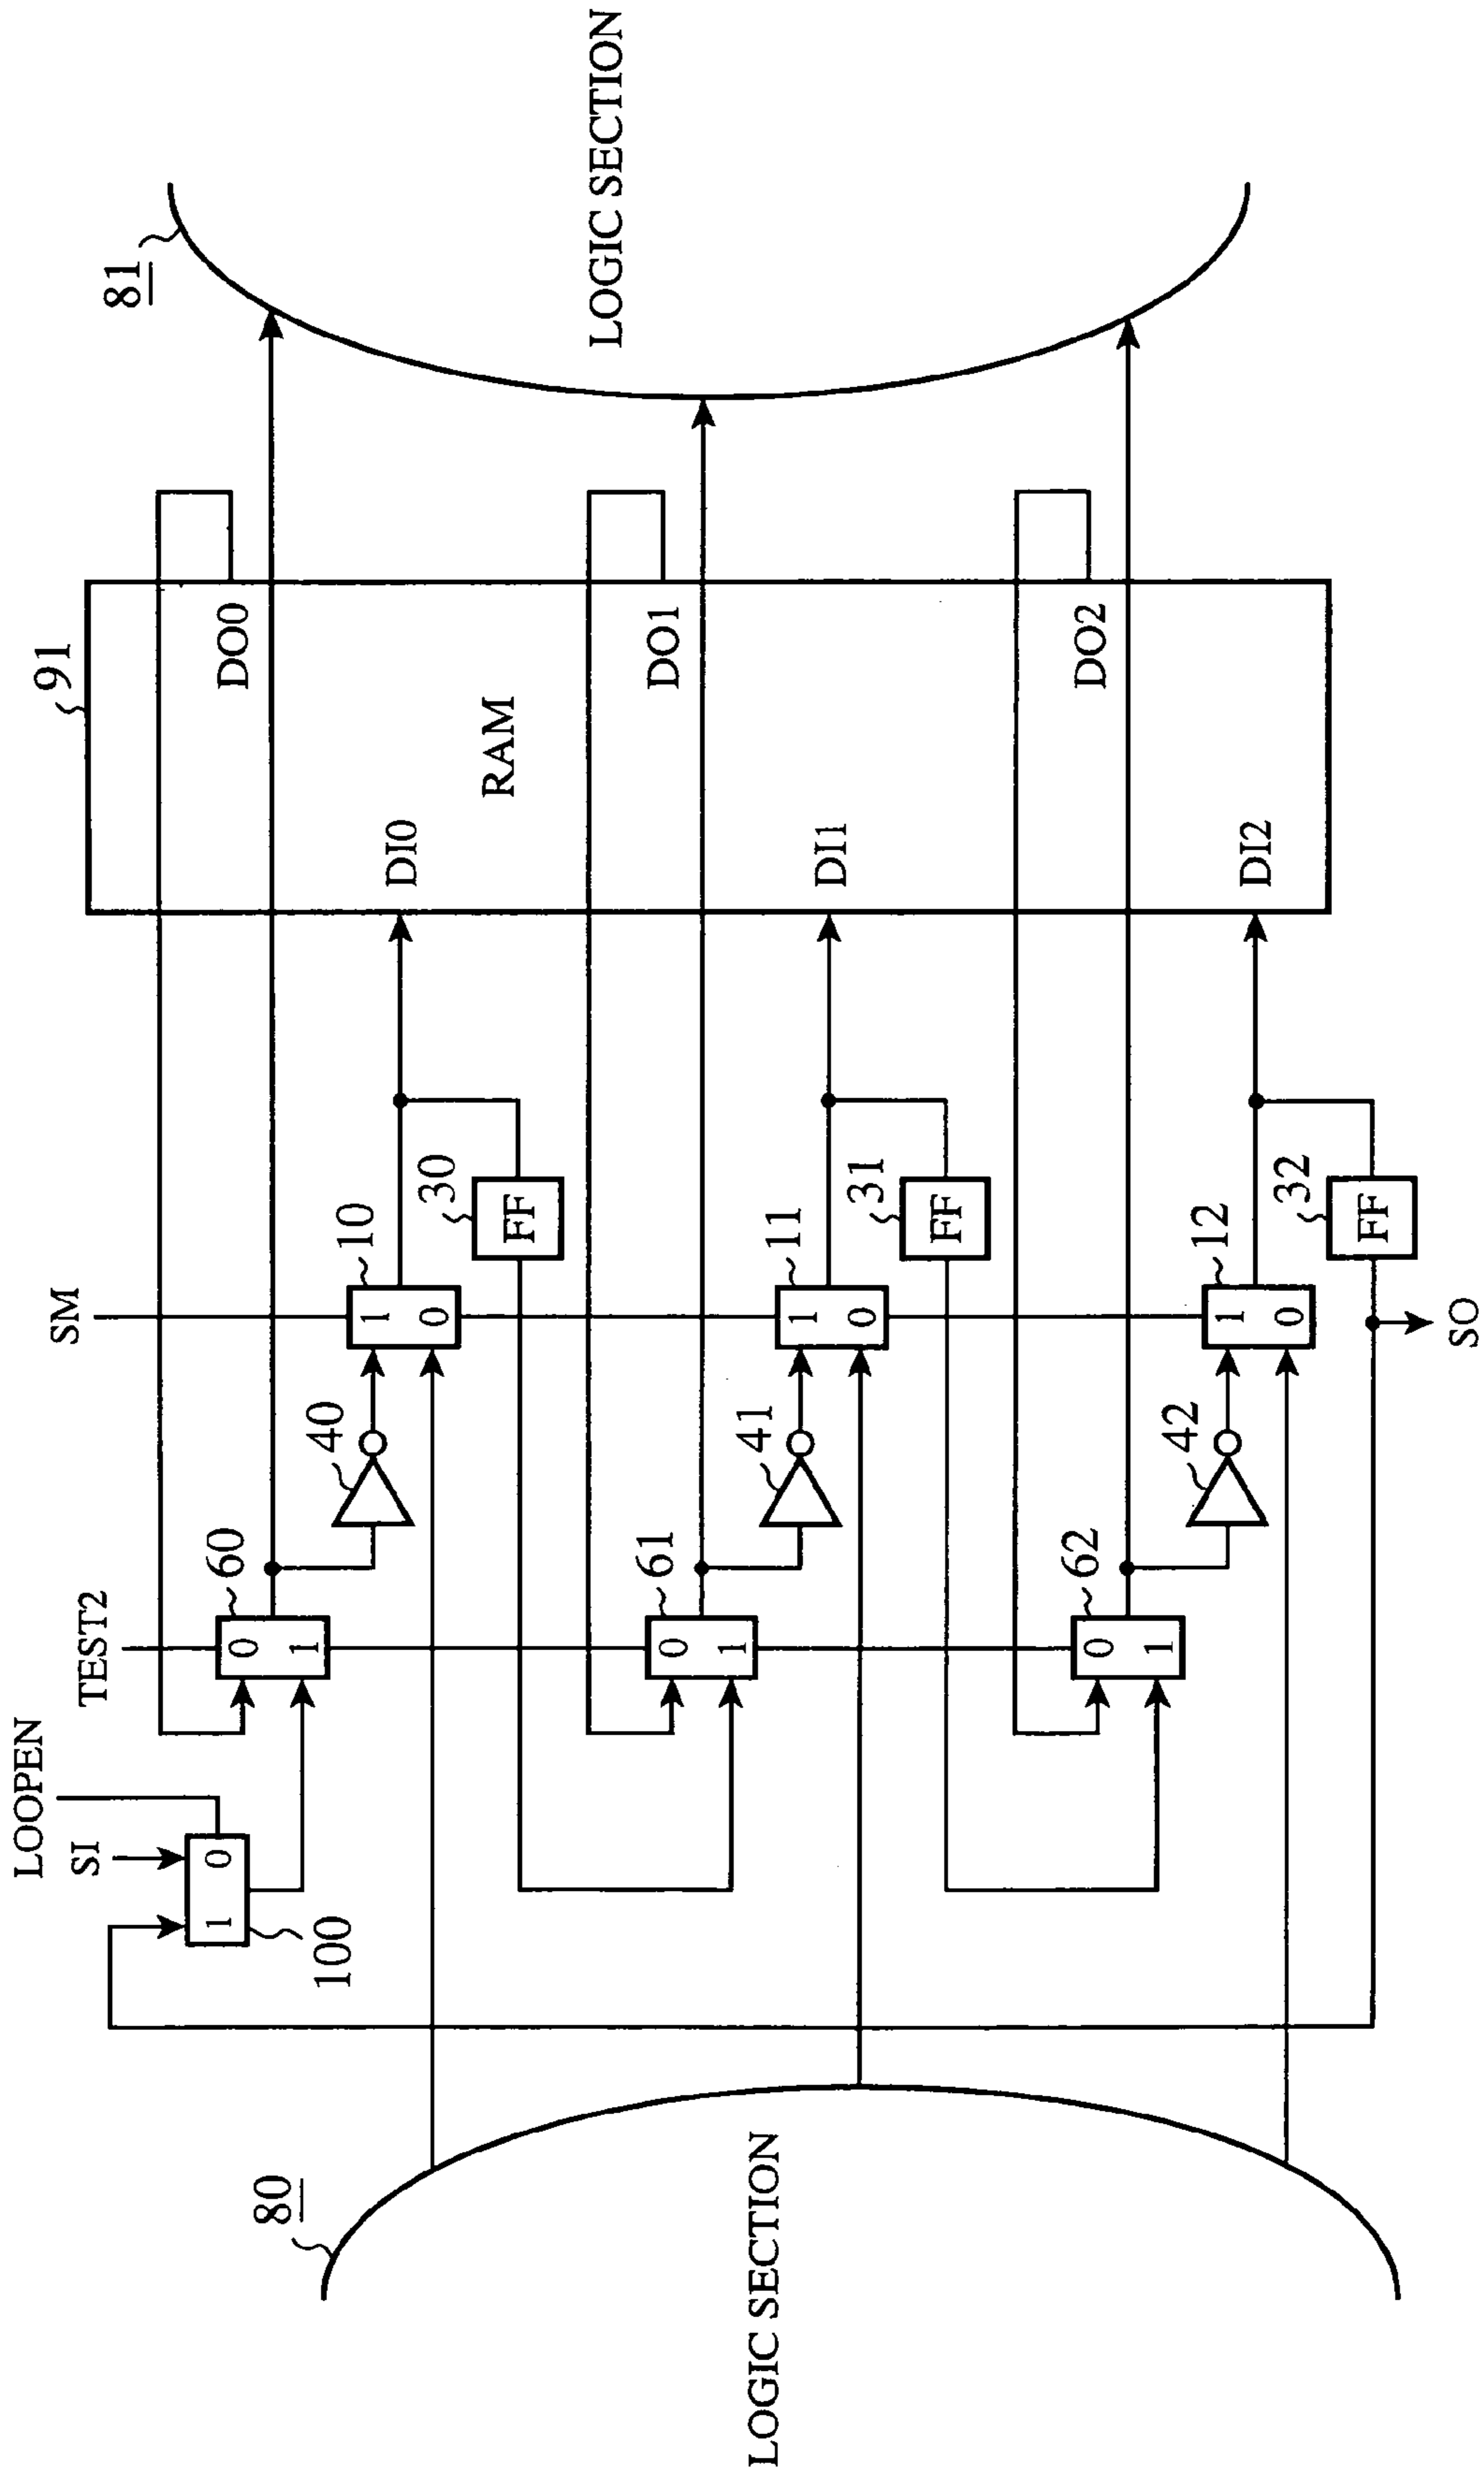 LOOPEN
SI
1 0
100
TEST2
0
1
60
SM
40
1
0
10
FF
30
91
DO0
RAM
DI0
81
LOGIC SECTION
0
1
61
41
1
0
11
FF
31
DI1
DO1
0
1
62
42
1
0
12
FF
32
DI2
DO2
SO
80
LOGIC SECTION